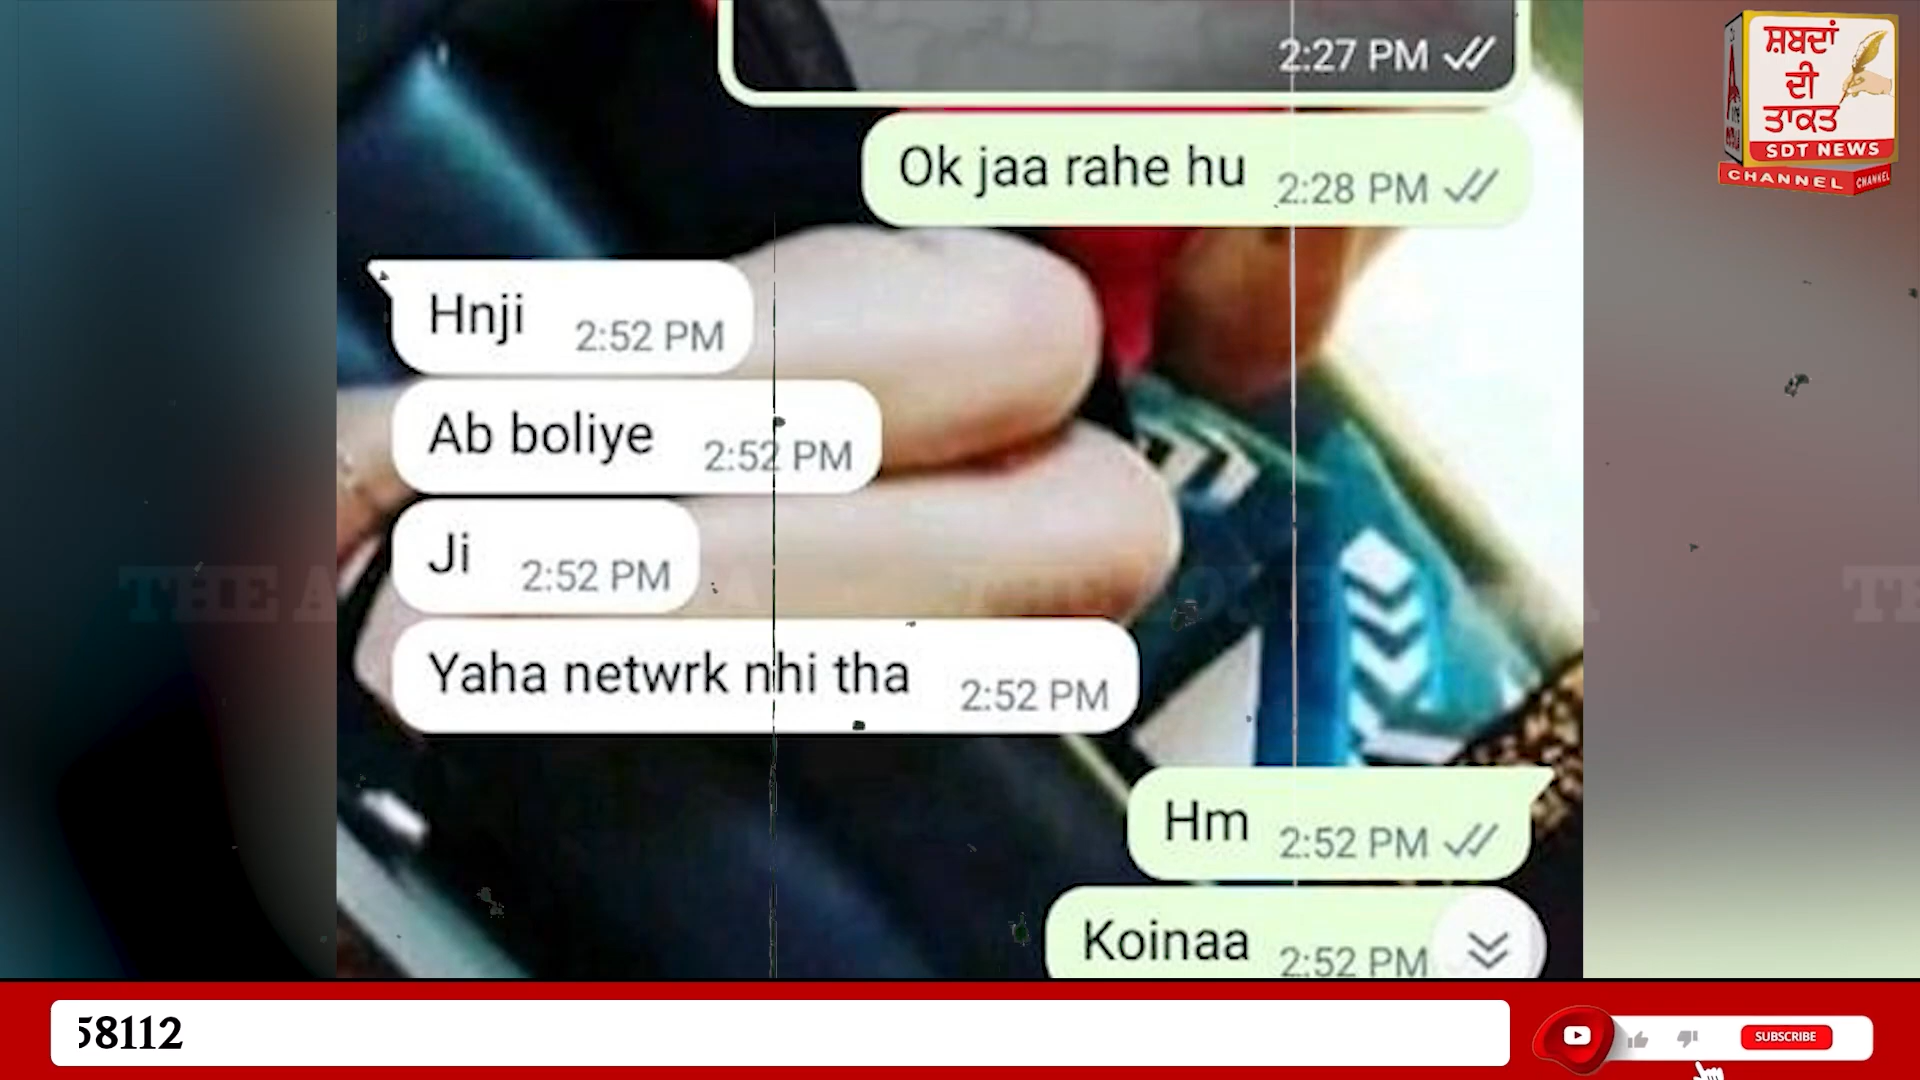 2:27 PM
Ok jaa rahe hu 2:28 PM
Hnji 2:52 PM
Ab boliye 2:52 PM
Ji 2:52 PM
Yaha netwrk nhi tha 2:52 PM
Hm 2:52 PM
Koinaa 2:52 PM
ਸ਼ਬਦਾਂ
ਦੀ
ਤਾਕਤ
SDT NEWS
CHANNEL CHANNEL
58112
SUBSCRIBE